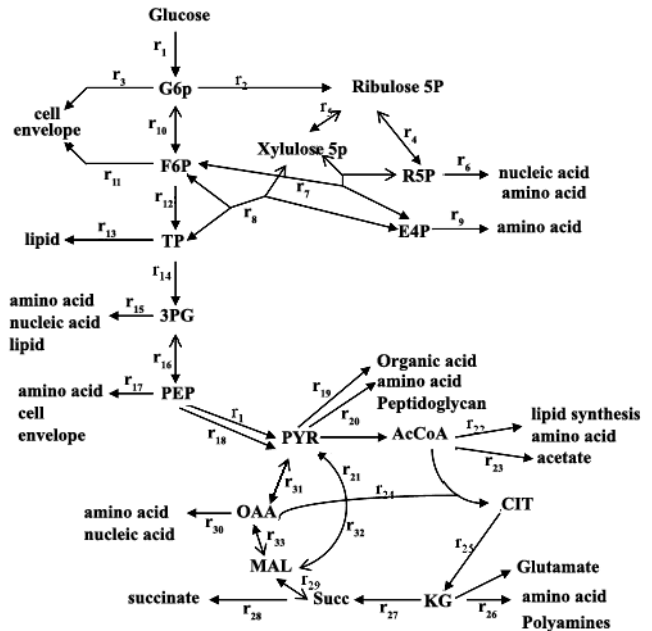 Glucose
r1
r3
G6p
r2
Ribulose 5P
cell
envelope
r10
r5
r4
Xylulose 5p
r11
F6P
r7
R5P
r6
nucleic acid
amino acid
r12
r8
E4P
r9
amino acid
lipid
r13
TP
r14
amino acid
nucleic acid
lipid
r15
3PG
r16
Organic acid
amino acid
Peptidoglycan
r19
amino acid
cell
envelope
r17
PEP
r1
r18
PYR
r20
AcCoA
r22
lipid synthesis
amino acid
acetate
r23
r21
r31
r24
amino acid
nucleic acid
r30
OAA
CIT
r33
r32
r25
MAL
r29
Glutamate
succinate
r28
Succ
r27
KG
r26
amino acid
Polyamines